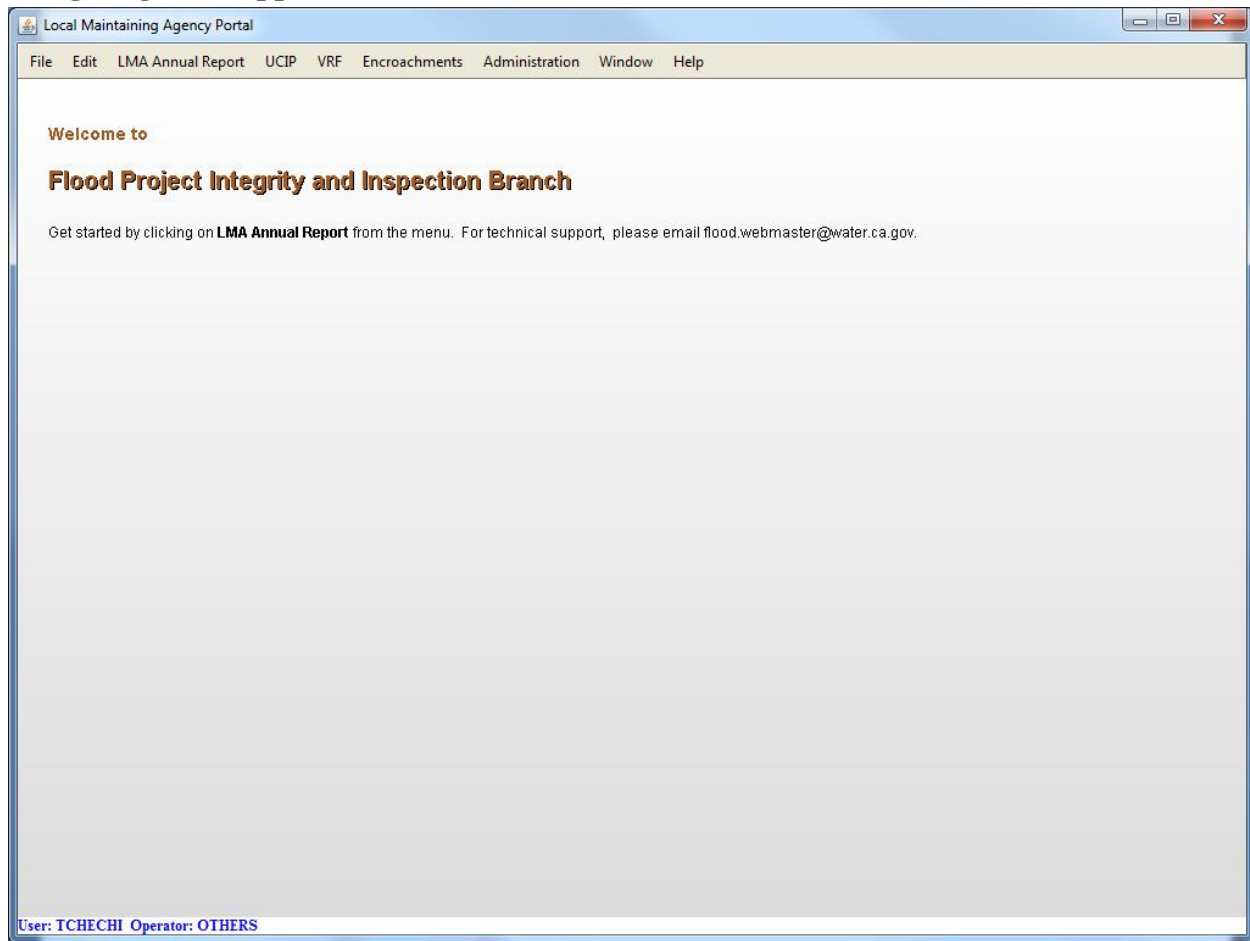 Local Maintaining Agency Portal
File Edit LMA Annual Report UCIP VRF Encroachments Administration Window Help
Welcome to
Flood Project Integrity and Inspection Branch
Get started by clicking on LMA Annual Report from the menu. For technical support, please email flood.webmaster@water.ca.gov.
User: TCHECHI Operator: OTHERS